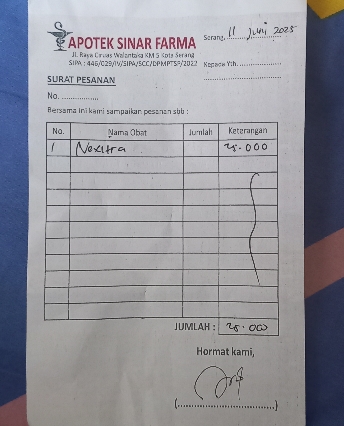 APOTEK SINAR FARMA
Jl. Raya Ciruas Walantaka KM 5 Kota Serang
SIPA : 446/029/IV/SIPA/SCC/DPMPTSP/2022
Serang, 11 Juni 2025
Kepada Yth.
SURAT PESANAN
No. ..................
Bersama ini kami sampaikan pesanan sbb :
No. Nama Obat Jumlah Keterangan
1 25.000
JUMLAH : 25.000
Hormat kami,
(..............................)